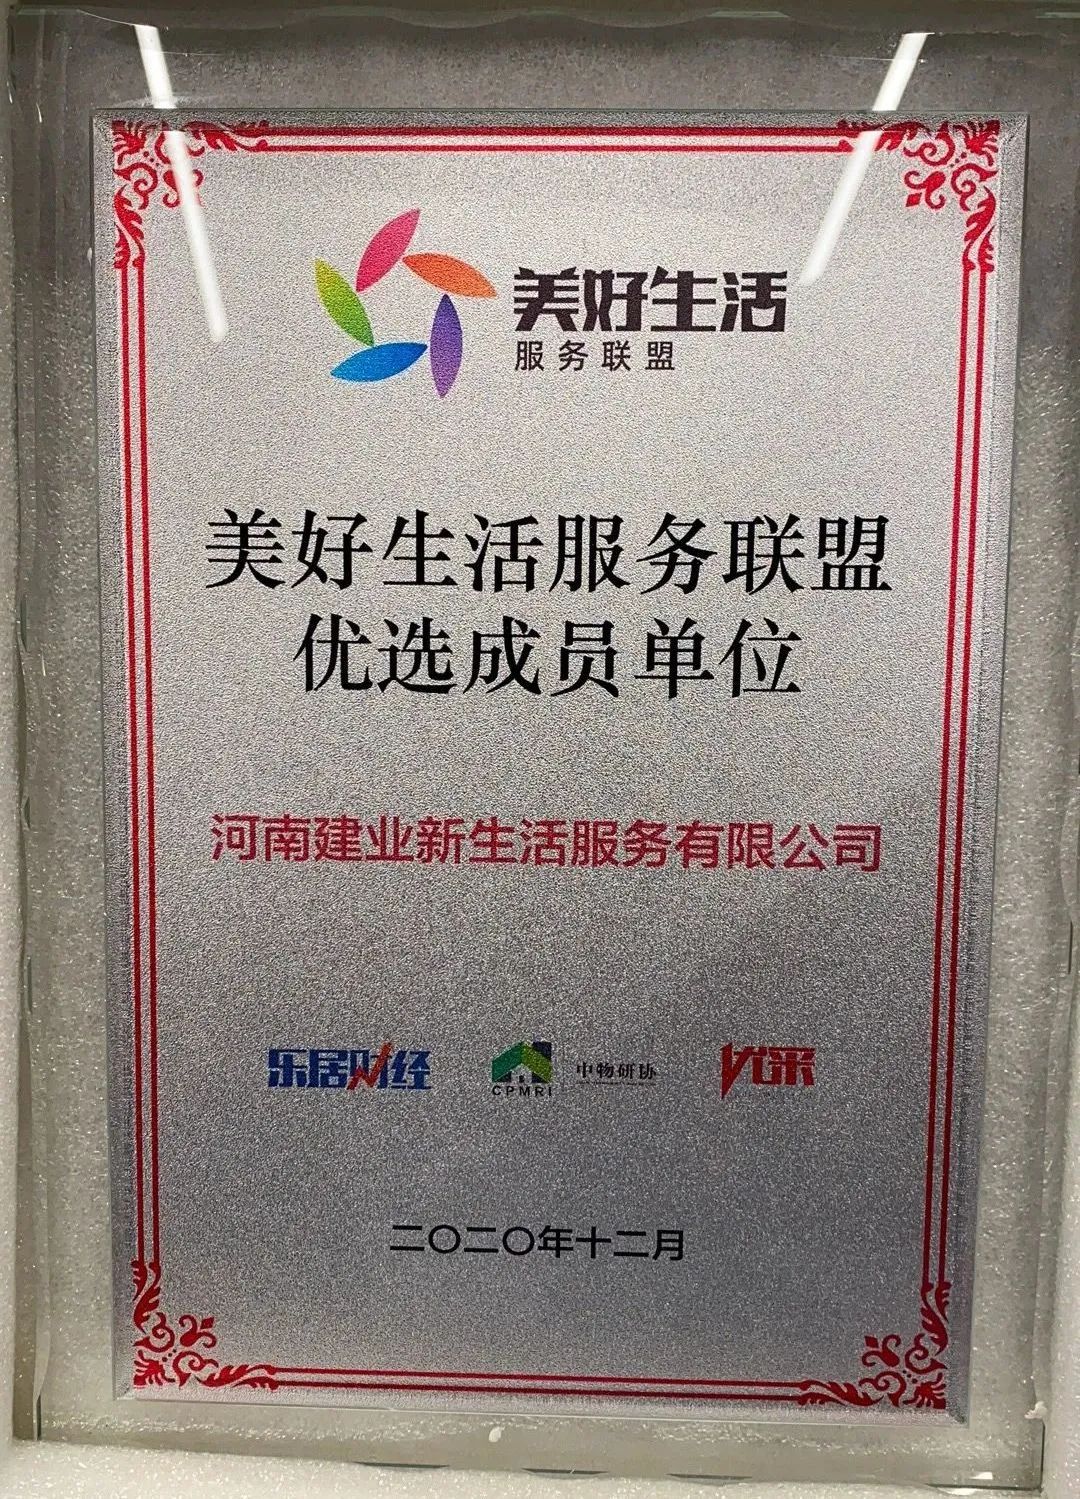 美好生活
服务联盟
美好生活服务联盟
优选成员单位
河南建业新生活服务有限公司
乐居财经
CPMRI
中物研协
优采
二〇二〇年十二月